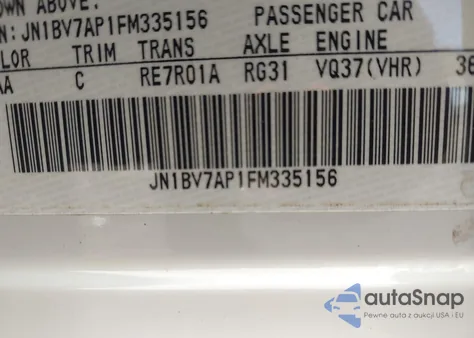 OWN ABOVE.
N:JN1BV7AP1FM335156 PASSENGER CAR
LOR TRIM TRANS AXLE ENGINE
AA C RE7R01A RG31 VQ37(VHR) 36
JN1BV7AP1FM335156
autoSnap
Pewne auta z aukcji USA i EU